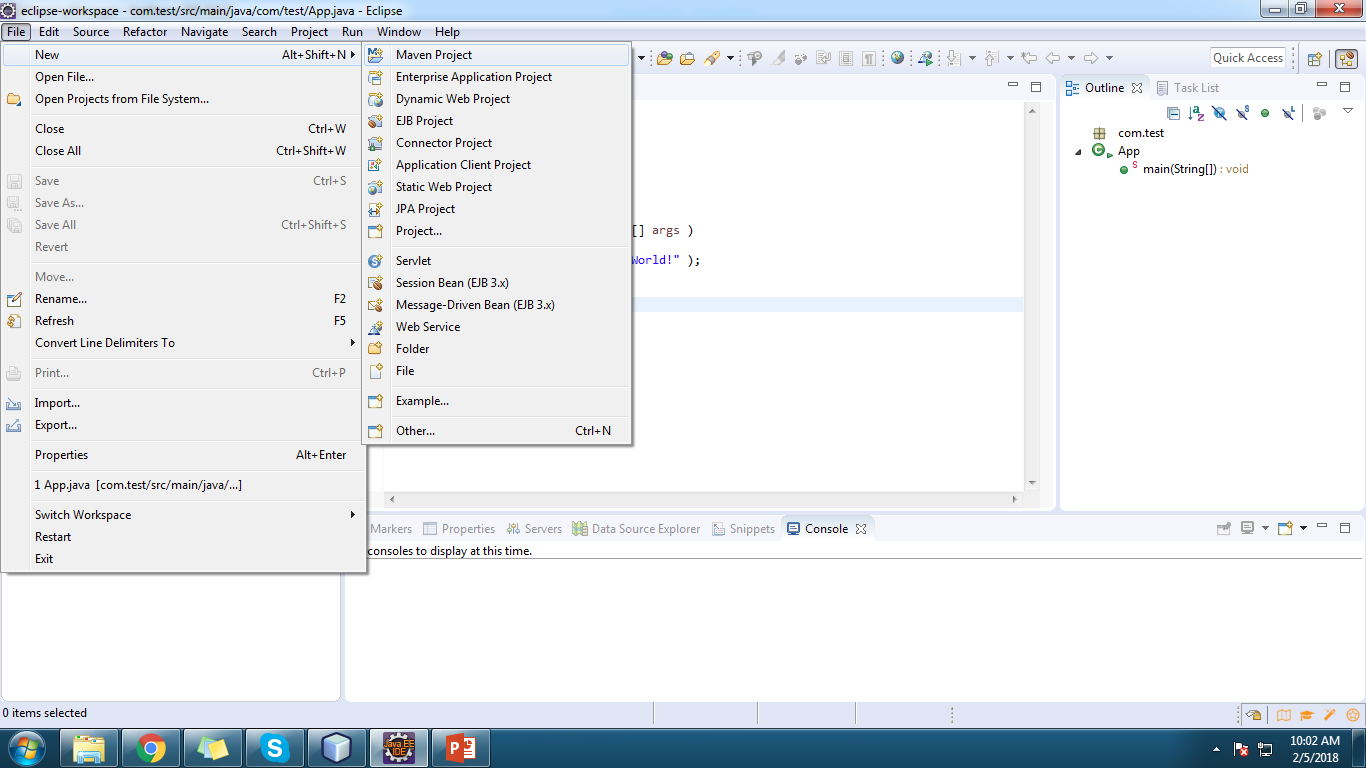 eclipse-workspace - com.test/src/main/java/com/test/App.java - Eclipse
File Edit Source Refactor Navigate Search Project Run Window Help
New Alt+Shift+N
Open File...
Open Projects from File System...
Close Ctrl+W
Close All Ctrl+Shift+W
Save Ctrl+S
Save As...
Save All Ctrl+Shift+S
Revert
Move...
Rename... F2
Refresh F5
Convert Line Delimiters To
Print... Ctrl+P
Import...
Export...
Properties Alt+Enter
1 App.java [com.test/src/main/java/...]
Switch Workspace
Restart
Exit
Maven Project
Enterprise Application Project
Dynamic Web Project
EJB Project
Connector Project
Application Client Project
Static Web Project
JPA Project
Project...
Servlet
Session Bean (EJB 3.x)
Message-Driven Bean (EJB 3.x)
Web Service
Folder
File
Example...
Other... Ctrl+N
Quick Access
[] args )
World!" );
Outline Task List
com.test
App
main(String[]) : void
Markers Properties Servers Data Source Explorer Snippets Console
consoles to display at this time.
0 items selected
Java EE
IDE
10:02 AM
2/5/2018